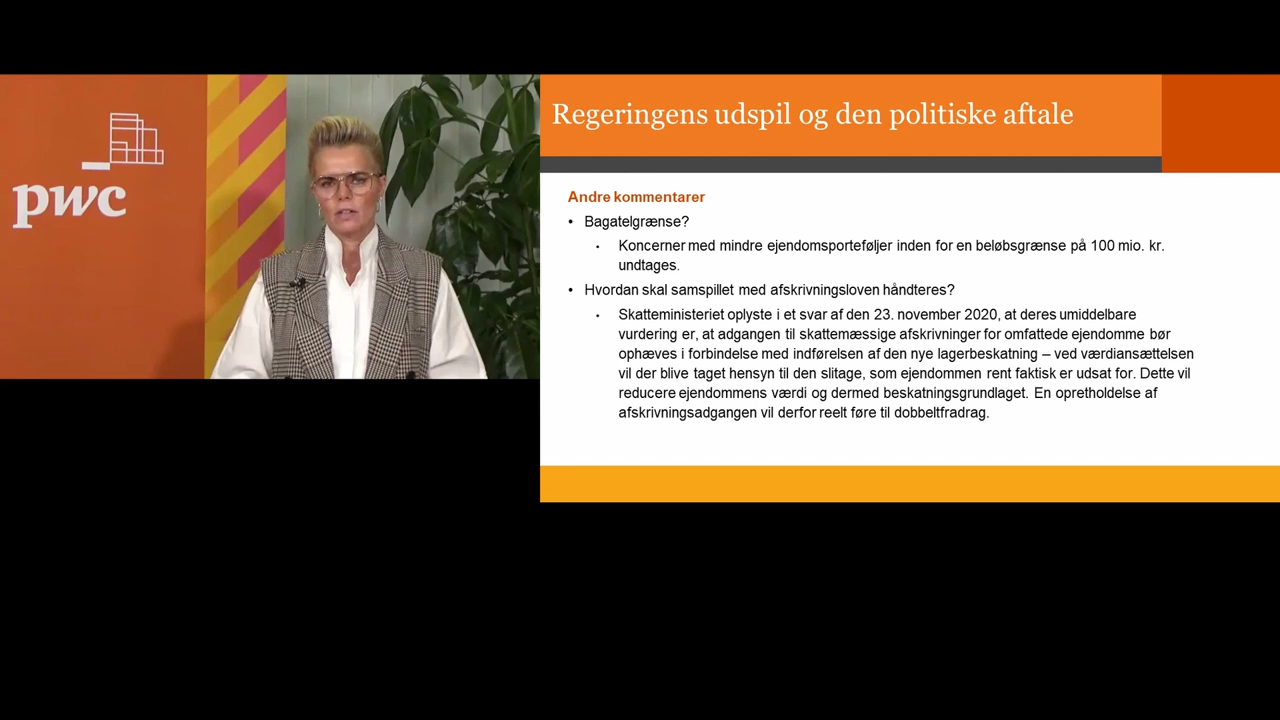 pwc
Regeringens udspil og den politiske aftale
Andre kommentarer
• Bagatelgrænse?
• Koncerner med mindre ejendomsporteføljer inden for en beløbsgrænse på 100 mio. kr.
undtages.
• Hvordan skal samspillet med afskrivningsloven håndteres?
• Skatteministeriet oplyste i et svar af den 23. november 2020, at deres umiddelbare
vurdering er, at adgangen til skattemæssige afskrivninger for omfattede ejendomme bør
ophæves i forbindelse med indførelsen af den nye lagerbeskatning – ved værdiansættelsen
vil der blive taget hensyn til den slitage, som ejendommen rent faktisk er udsat for. Dette vil
reducere ejendommens værdi og dermed beskatningsgrundlaget. En opretholdelse af
afskrivningsadgangen vil derfor reelt føre til dobbeltfradrag.